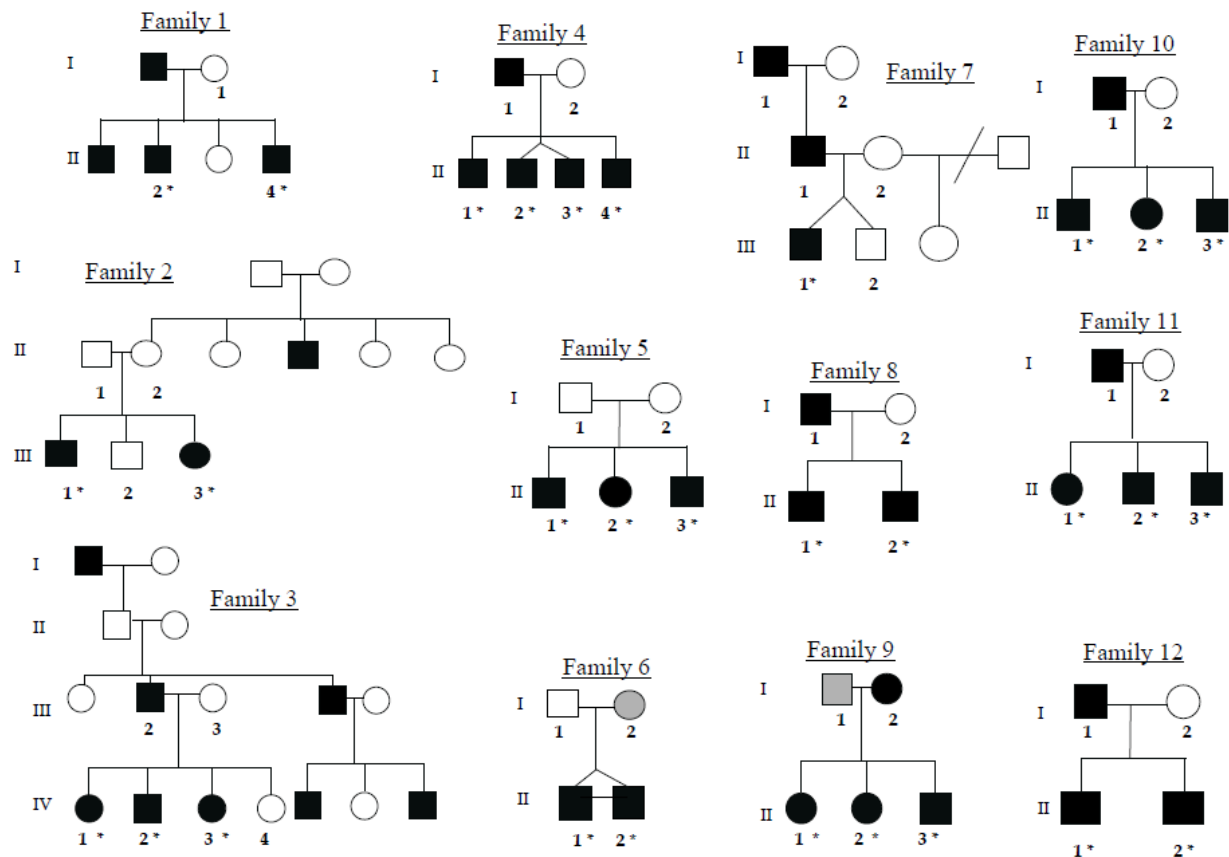 Family 1
I
1
II
2 *
4 *
Family 4
I
1
2
II
1 *
2 *
3 *
4 *
Family 7
I
1
2
II
1
2
III
1*
2
Family 10
I
1
2
II
1 *
2 *
3 *
Family 2
I
II
1
2
III
1 *
2
3 *
Family 5
I
1
2
II
1 *
2 *
3 *
Family 8
I
1
2
II
1 *
2 *
Family 11
I
1
2
II
1 *
2 *
3 *
Family 3
I
II
III
2
3
IV
1 *
2 *
3 *
4
Family 6
I
1
2
II
1 *
2 *
Family 9
I
1
2
II
1 *
2 *
3 *
Family 12
I
1
2
II
1 *
2 *